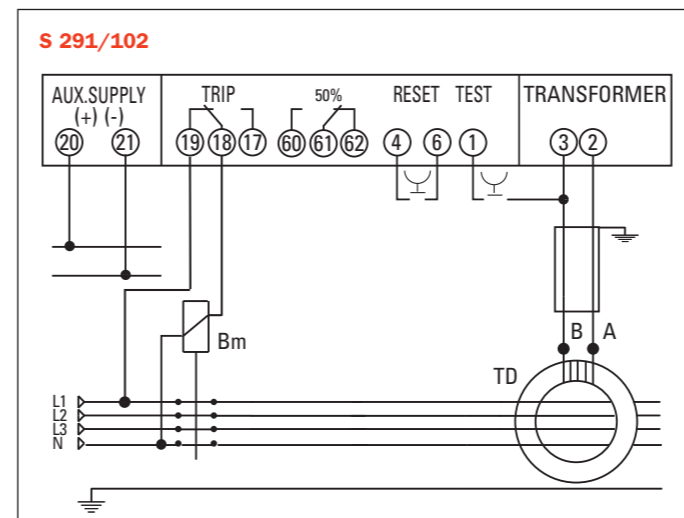 S 291/102
AUX.SUPPLY TRIP 50% RESET TEST TRANSFORMER
(+) (-)
20 21 19 18 17 60 61 62 4 6 1 3 2
Bm
B A
TD
L1
L2
L3
N